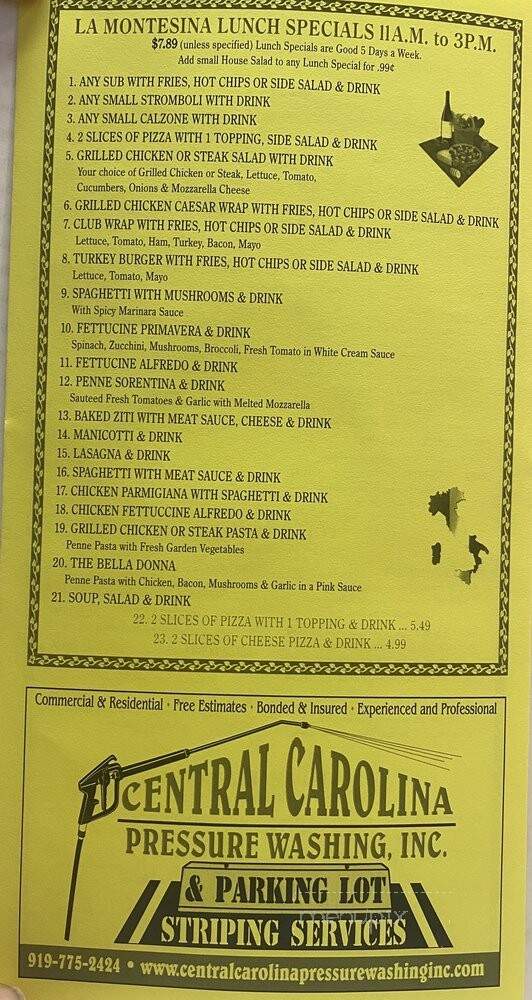 LA MONTESINA LUNCH SPECIALS 11A.M. to 3P.M.
$7.89 (unless specified) Lunch Specials are Good 5 Days a Week.
Add small House Salad to any Lunch Special for .99¢
1. ANY SUB WITH FRIES, HOT CHIPS OR SIDE SALAD & DRINK
2. ANY SMALL STROMBOLI WITH DRINK
3. ANY SMALL CALZONE WITH DRINK
4. 2 SLICES OF PIZZA WITH 1 TOPPING, SIDE SALAD & DRINK
5. GRILLED CHICKEN OR STEAK SALAD WITH DRINK
Your choice of Grilled Chicken or Steak, Lettuce, Tomato,
Cucumbers, Onions & Mozzarella Cheese
6. GRILLED CHICKEN CAESAR WRAP WITH FRIES, HOT CHIPS OR SIDE SALAD & DRINK
7. CLUB WRAP WITH FRIES, HOT CHIPS OR SIDE SALAD & DRINK
Lettuce, Tomato, Ham, Turkey, Bacon, Mayo
8. TURKEY BURGER WITH FRIES, HOT CHIPS OR SIDE SALAD & DRINK
Lettuce, Tomato, Mayo
9. SPAGHETTI WITH MUSHROOMS & DRINK
With Spicy Marinara Sauce
10. FETTUCINE PRIMAVERA & DRINK
Spinach, Zucchini, Mushrooms, Broccoli, Fresh Tomato in White Cream Sauce
11. FETTUCINE ALFREDO & DRINK
12. PENNE SORENTINA & DRINK
Sauteed Fresh Tomatoes & Garlic with Melted Mozzarella
13. BAKED ZITI WITH MEAT SAUCE, CHEESE & DRINK
14. MANICOTTI & DRINK
15. LASAGNA & DRINK
16. SPAGHETTI WITH MEAT SAUCE & DRINK
17. CHICKEN PARMIGIANA WITH SPAGHETTI & DRINK
18. CHICKEN FETTUCCINE ALFREDO & DRINK
19. GRILLED CHICKEN OR STEAK PASTA & DRINK
Penne Pasta with Fresh Garden Vegetables
20. THE BELLA DONNA
Penne Pasta with Chicken, Bacon, Mushrooms & Garlic in a Pink Sauce
21. SOUP, SALAD & DRINK
22. 2 SLICES OF PIZZA WITH 1 TOPPING & DRINK ... 5.49
23. 2 SLICES OF CHEESE PIZZA & DRINK ... 4.99
Commercial & Residential · Free Estimates · Bonded & Insured · Experienced and Professional
CENTRAL CAROLINA
PRESSURE WASHING, INC.
& PARKING LOT
menupix
STRIPING SERVICES
919-775-2424 • www.centralcarolinapressurewashinginc.com